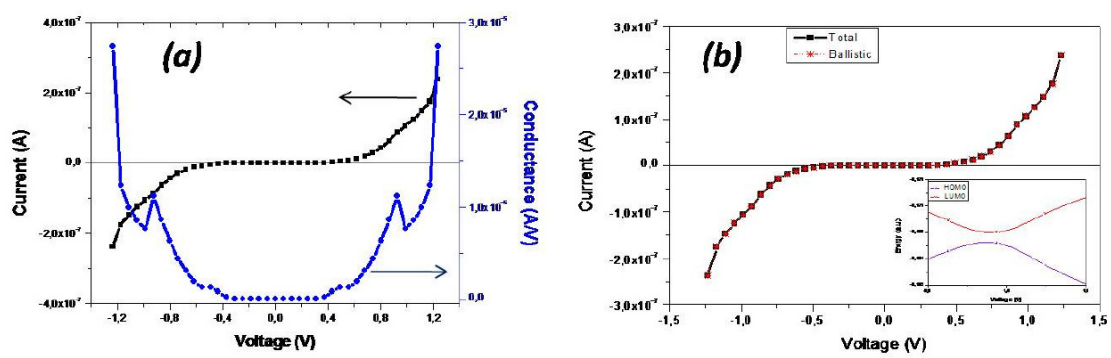 (a)
4,0x10⁻⁷
2,0x10⁻⁷
0,0
-2,0x10⁻⁷
-4,0x10⁻⁷
Current (A)
-1,2 -0,8 -0,4 0,0 0,4 0,8 1,2
Voltage (V)
3,0x10⁻⁵
2,0x10⁻⁵
1,0x10⁻⁵
0,0
Conductance (A/V)
(b)
Total
Ballistic
3,0x10⁻⁷
2,0x10⁻⁷
1,0x10⁻⁷
0,0
-1,0x10⁻⁷
-2,0x10⁻⁷
-3,0x10⁻⁷
Current (A)
-1,5 -1,0 -0,5 0,0 0,5 1,0 1,5
Voltage (V)
HOMO
LUMO
Energy (a.u.)
Voltage (V)